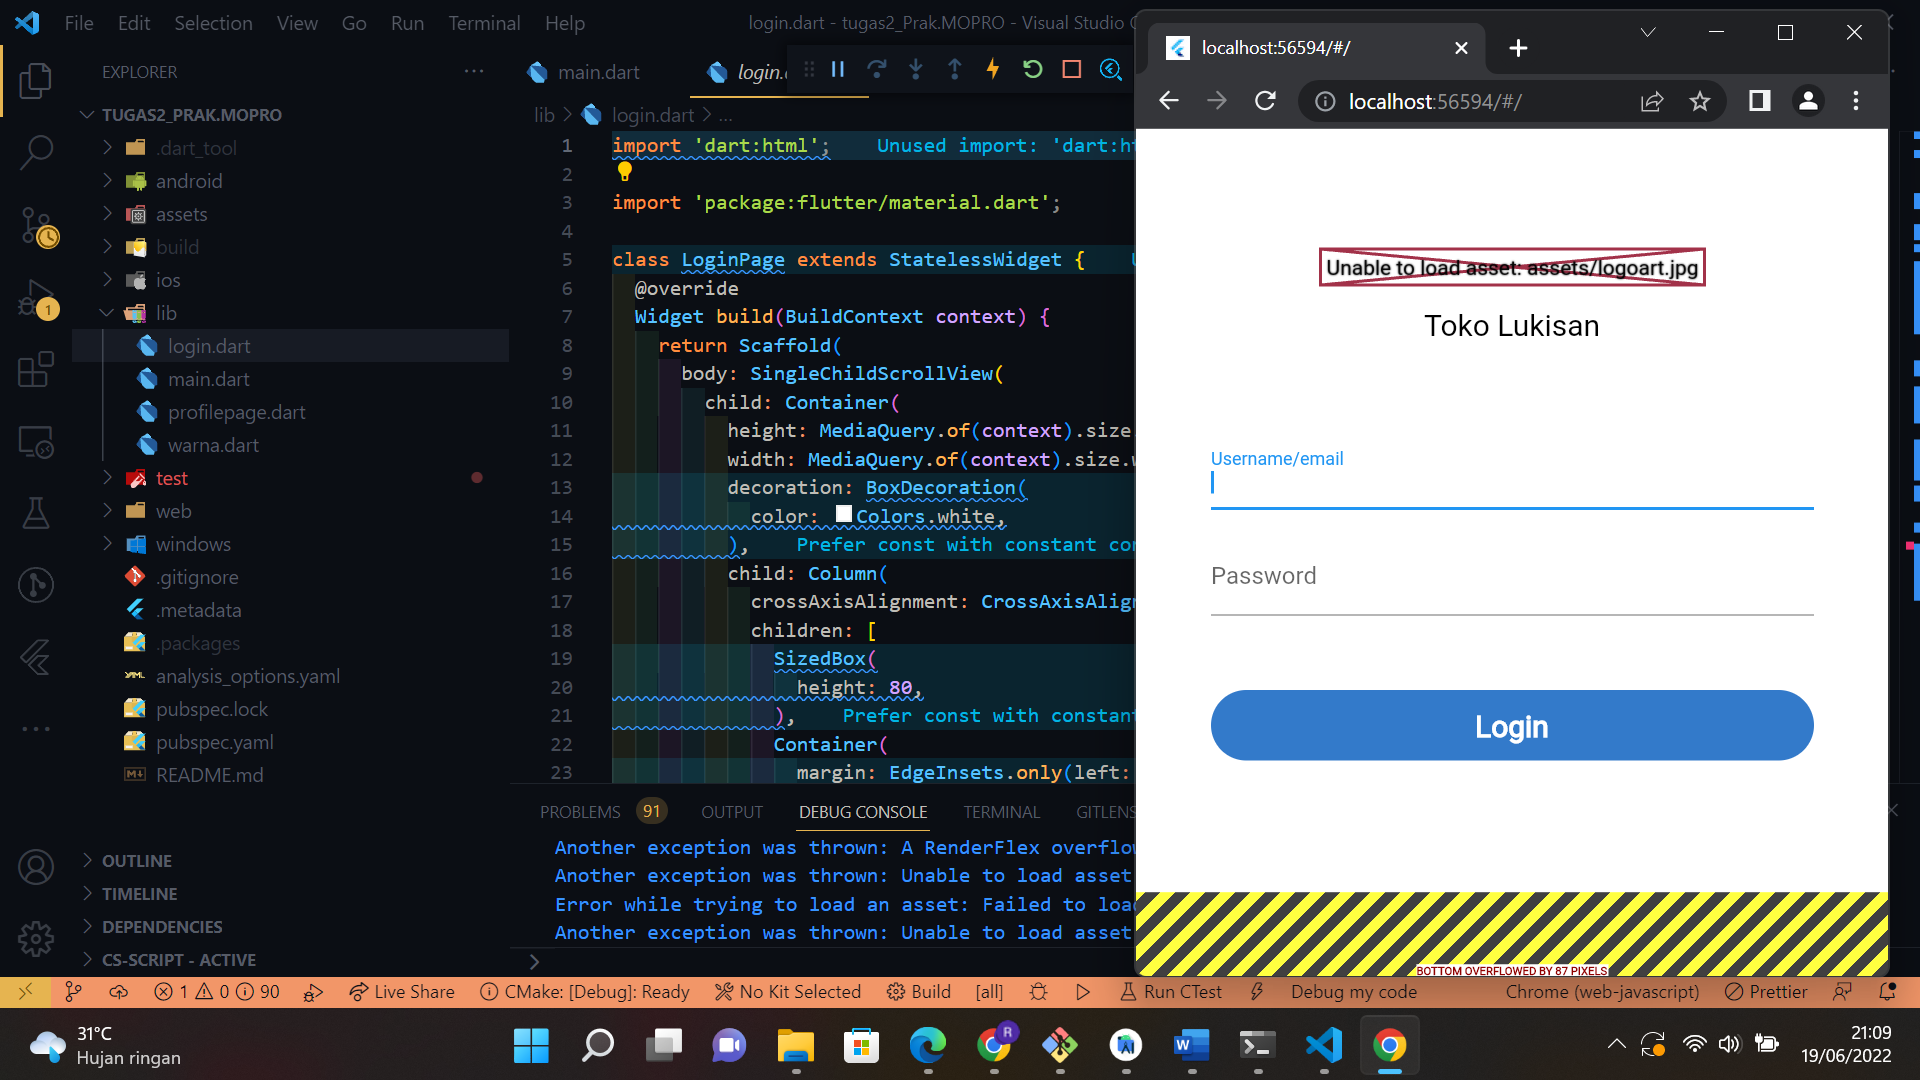 File Edit Selection View Go Run Terminal Help
login.dart - tugas2_Prak.MOPRO - Visual Studio
EXPLORER
TUGAS2_PRAK.MOPRO
.dart_tool
android
assets
build
ios
lib
login.dart
main.dart
profilepage.dart
warna.dart
test
web
windows
.gitignore
.metadata
.packages
analysis_options.yaml
pubspec.lock
pubspec.yaml
README.md
OUTLINE
TIMELINE
DEPENDENCIES
CS-SCRIPT - ACTIVE
1
main.dart
login.
lib > login.dart > ...
1 import 'dart:html'; Unused import: 'dart:ht
2
3 import 'package:flutter/material.dart';
4
5 class LoginPage extends StatelessWidget {
6 @override
7 Widget build(BuildContext context) {
8 return Scaffold(
9 body: SingleChildScrollView(
10 child: Container(
11 height: MediaQuery.of(context).size.
12 width: MediaQuery.of(context).size.w
13 decoration: BoxDecoration(
14 color: Colors.white,
15 ), Prefer const with constant con
16 child: Column(
17 crossAxisAlignment: CrossAxisAlign
18 children: [
19 SizedBox(
20 height: 80,
21 ), Prefer const with constant
22 Container(
23 margin: EdgeInsets.only(left:
PROBLEMS 91 OUTPUT DEBUG CONSOLE TERMINAL GITLENS
Another exception was thrown: A RenderFlex overflow
Another exception was thrown: Unable to load asset
Error while trying to load an asset: Failed to load
Another exception was thrown: Unable to load asset
localhost:56594/#/
localhost:56594/#/
Unable to load asset: assets/logoart.jpg
Toko Lukisan
Username/email
Password
Login
BOTTOM OVERFLOWED BY 87 PIXELS
1 0 90 Live Share CMake: [Debug]: Ready No Kit Selected Build [all] Run CTest Debug my code Chrome (web-javascript) Prettier
31°C
Hujan ringan
R
21:09
19/06/2022